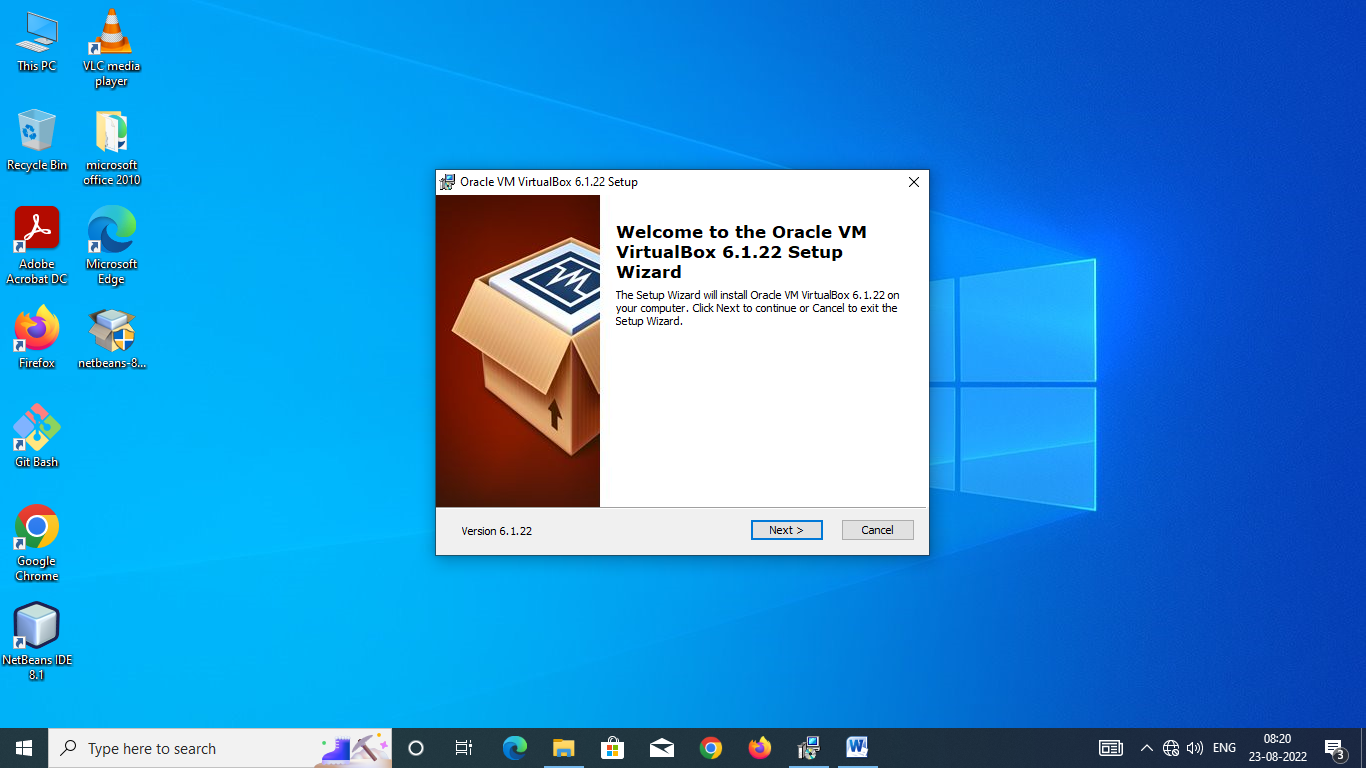 This PC
VLC media
player
Recycle Bin
microsoft
office 2010
Adobe
Acrobat DC
Microsoft
Edge
Firefox
netbeans-8...
Git Bash
Google
Chrome
NetBeans IDE
8.1
Oracle VM VirtualBox 6.1.22 Setup
Welcome to the Oracle VM
VirtualBox 6.1.22 Setup
Wizard
The Setup Wizard will install Oracle VM VirtualBox 6.1.22 on
your computer. Click Next to continue or Cancel to exit the
Setup Wizard.
Version 6.1.22
Next >
Cancel
Type here to search
W
ENG
08:20
23-08-2022
3